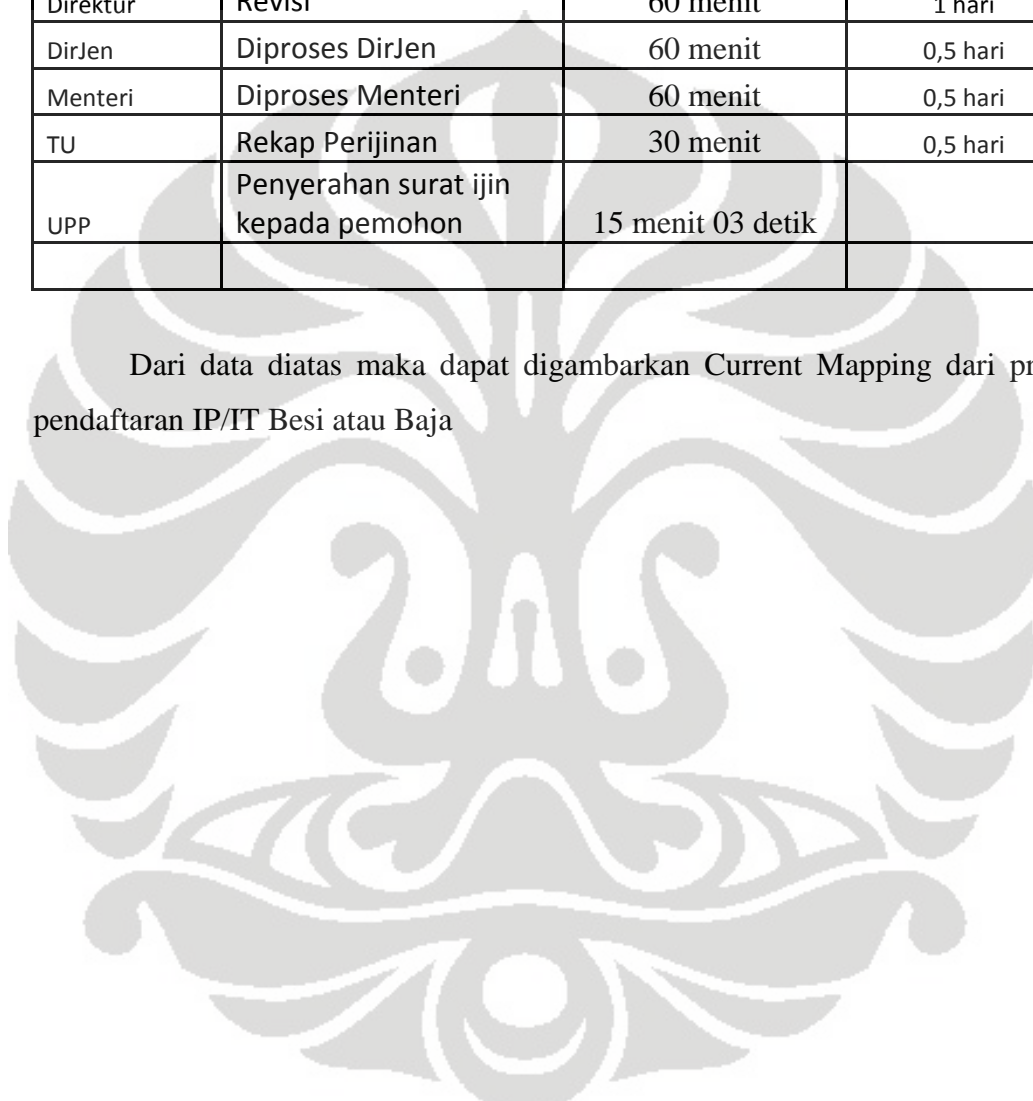 Direktur Revisi 60 menit 1 hari
DirJen Diproses DirJen 60 menit 0,5 hari
Menteri Diproses Menteri 60 menit 0,5 hari
TU Rekap Perijinan 30 menit 0,5 hari
Penyerahan surat ijin
UPP kepada pemohon 15 menit 03 detik
Dari data diatas maka dapat digambarkan Current Mapping dari
pendaftaran IP/IT Besi atau Baja